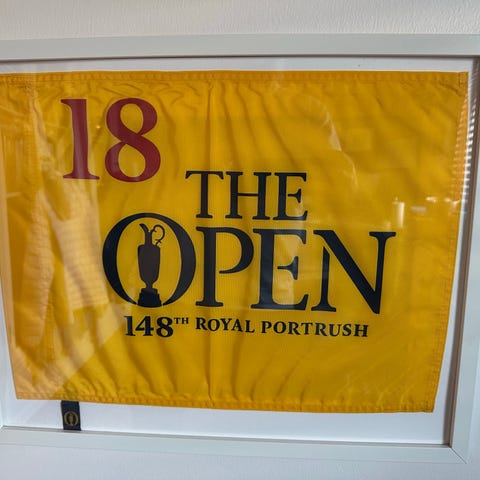 18
THE
OPEN
148TH ROYAL PORTRUSH